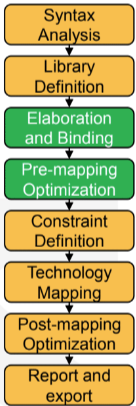 Syntax
Analysis
Library
Definition
Elaboration
and Binding
Pre-mapping
Optimization
Constraint
Definition
Technology
Mapping
Post-mapping
Optimization
Report and
export